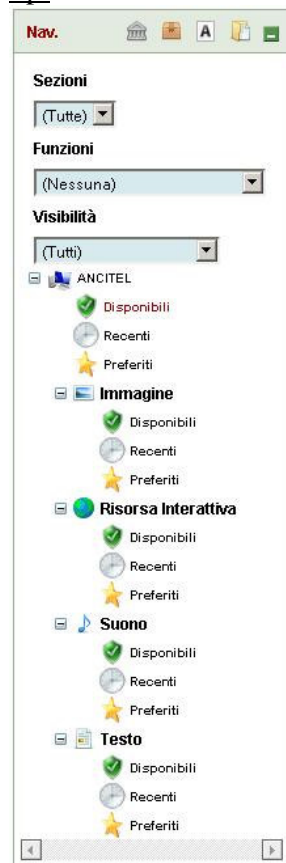 Nav.
A
Sezioni
(Tutte)
Funzioni
(Nessuna)
Visibilità
(Tutti)
ANCITEL
Disponibili
Recenti
Preferiti
Immagine
Disponibili
Recenti
Preferiti
Risorsa Interattiva
Disponibili
Recenti
Preferiti
Suono
Disponibili
Recenti
Preferiti
Testo
Disponibili
Recenti
Preferiti